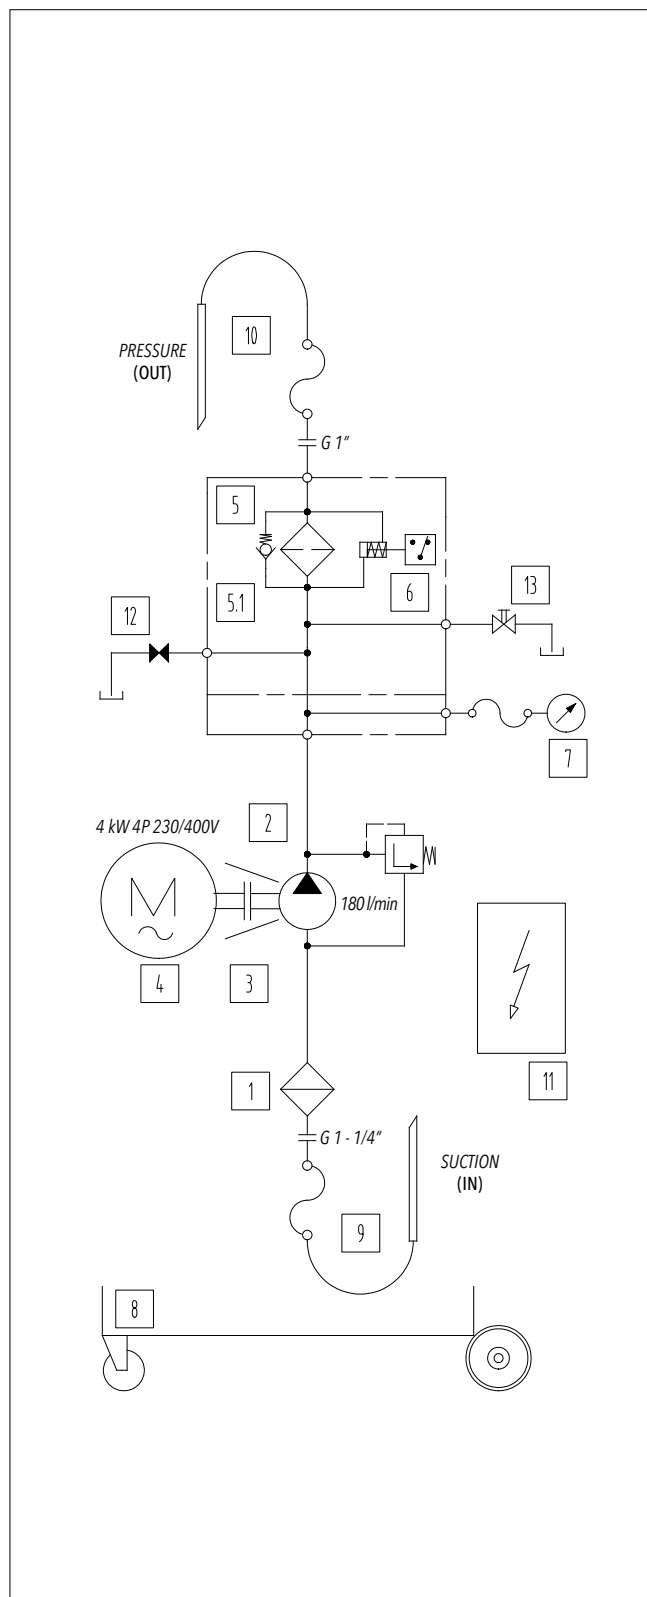 10
PRESSURE
(OUT)
G 1"
5
5.1
6
13
12
7
2
4 kW 4P 230/400V
M
180 l/min
4
3
11
1
G 1 - 1/4"
SUCTION
(IN)
9
8